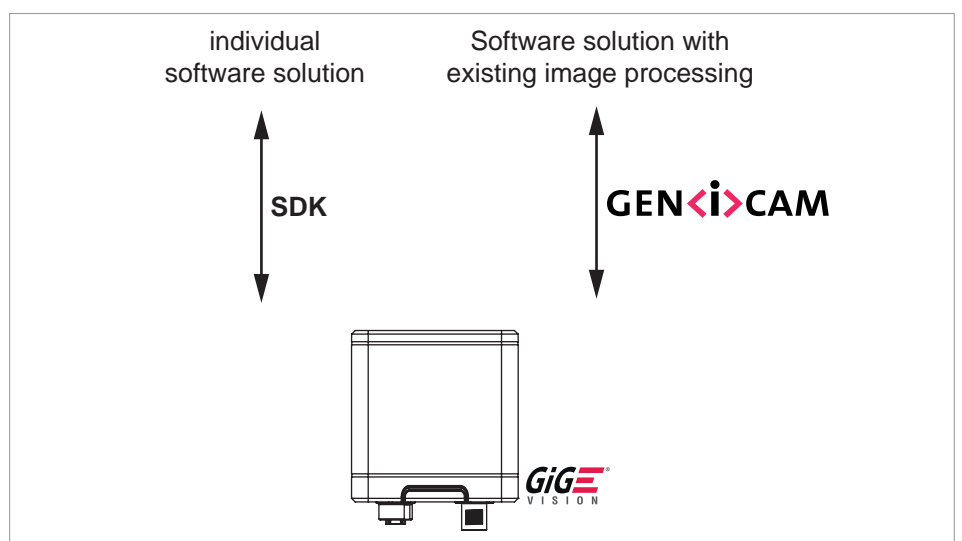 individual
software solution
Software solution with
existing image processing
SDK
GEN<i>CAM
GiGE®
VISION